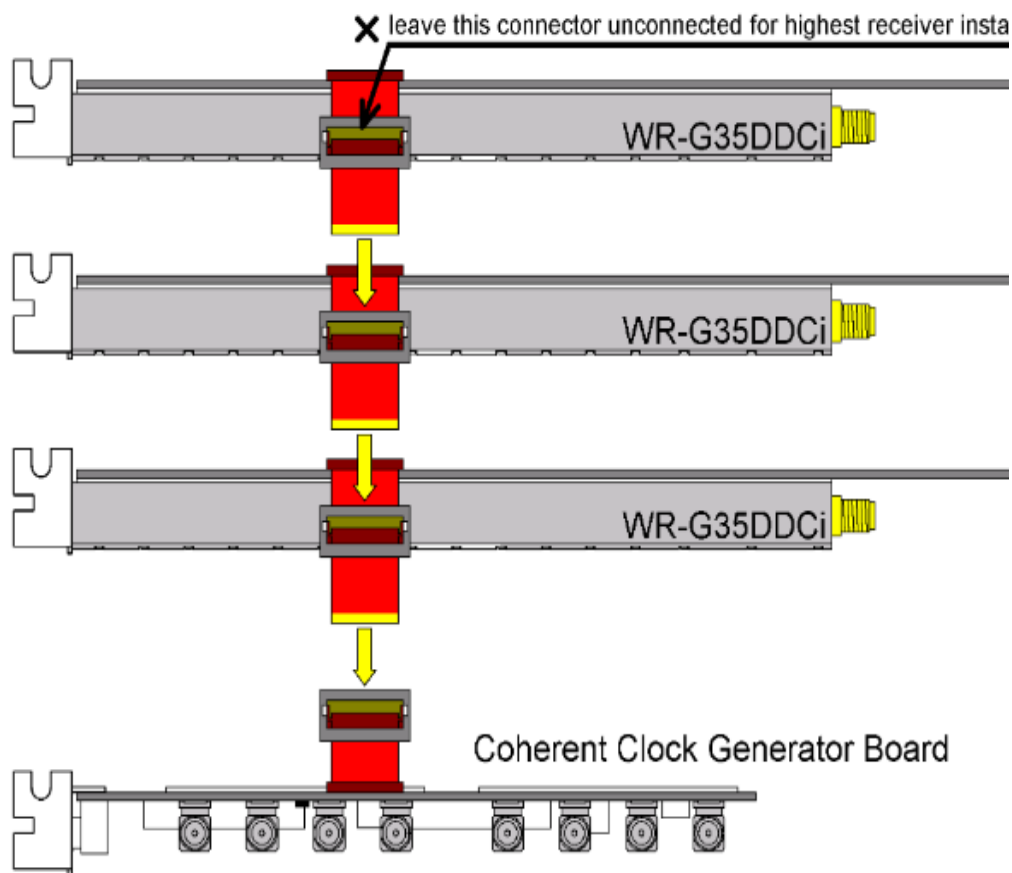 ✕ leave this connector unconnected for highest receiver insta
WR-G35DDCi
WR-G35DDCi
WR-G35DDCi
Coherent Clock Generator Board